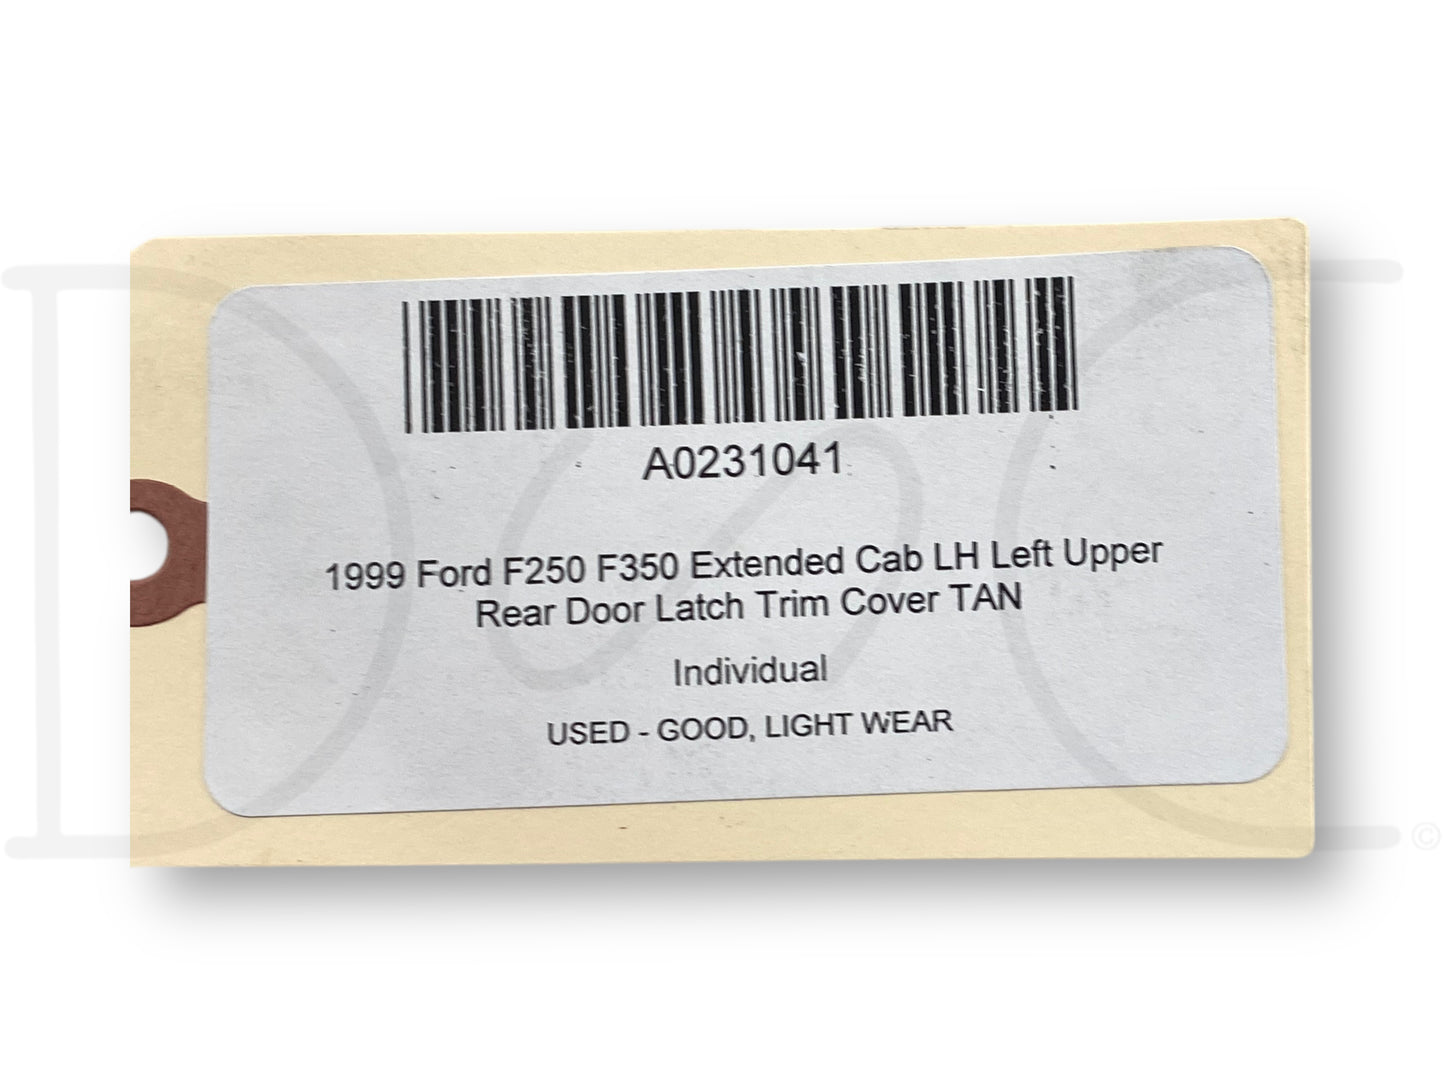 A0231041
1999 Ford F250 F350 Extended Cab LH Left Upper
Rear Door Latch Trim Cover TAN
Individual
USED - GOOD, LIGHT WEAR